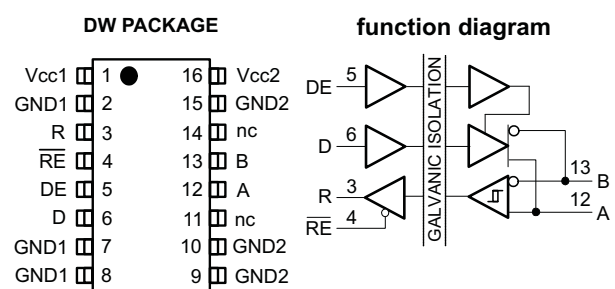 DW PACKAGE
Vcc1 1 16 Vcc2
GND1 2 15 GND2
R 3 14 nc
RE 4 13 B
DE 5 12 A
D 6 11 nc
GND1 7 10 GND2
GND1 8 9 GND2
function diagram
DE 5
D 6
R 3
RE 4
GALVANIC ISOLATION
13 B
12 A